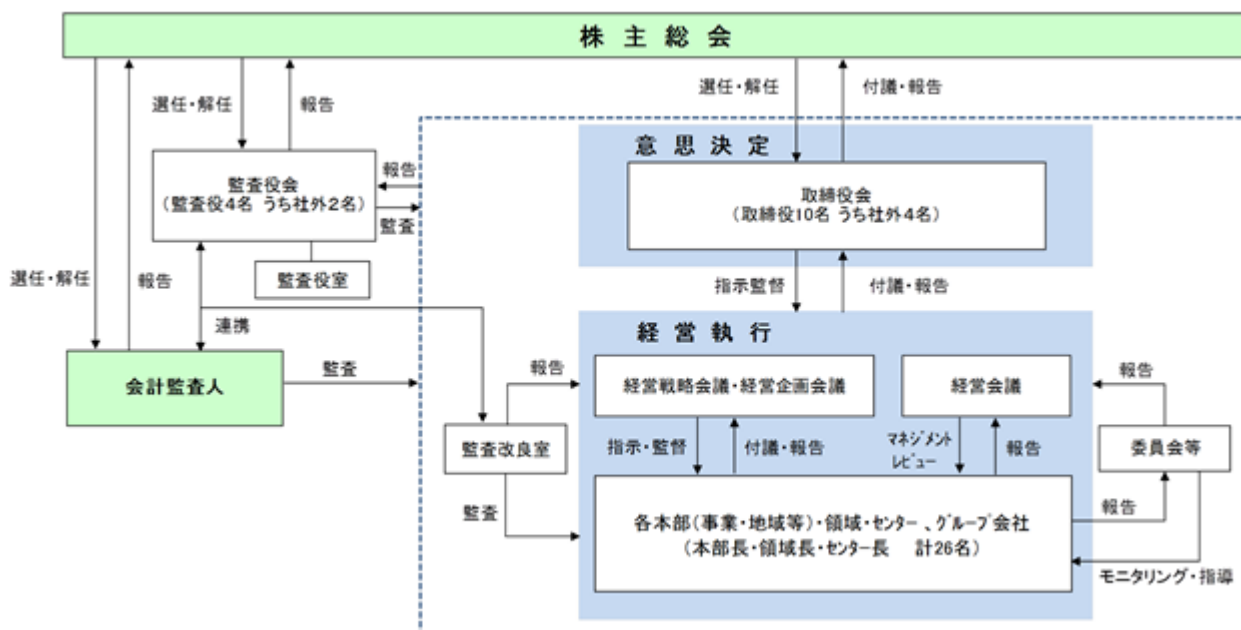 株主総会
選任・解任
報告
選任・解任
付議・報告
意思決定
監査役会
(監査役4名 うち社外2名)
報告
監査
取締役会
(取締役10名 うち社外4名)
選任・解任
報告
監査役室
指示監督
付議・報告
連携
経営執行
会計監査人
監査
報告
経営戦略会議・経営企画会議
経営会議
報告
監査改良室
指示・監督
付議・報告
マネジメント
レビュー
報告
委員会等
監査
各本部(事業・地域等)・領域・センター、グループ会社
(本部長・領域長・センター長 計26名)
報告
モニタリング・指導